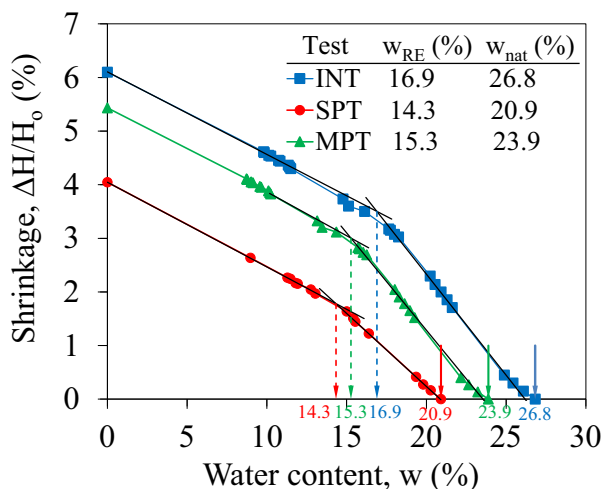 7
6
5
4
3
2
1
0
Shrinkage, ΔH/Hₒ (%)
Test w_RE (%) w_nat (%)
INT 16.9 26.8
SPT 14.3 20.9
MPT 15.3 23.9
14.3 15.3 16.9 20.9 23.9 26.8
0 5 10 15 20 25 30
Water content, w (%)